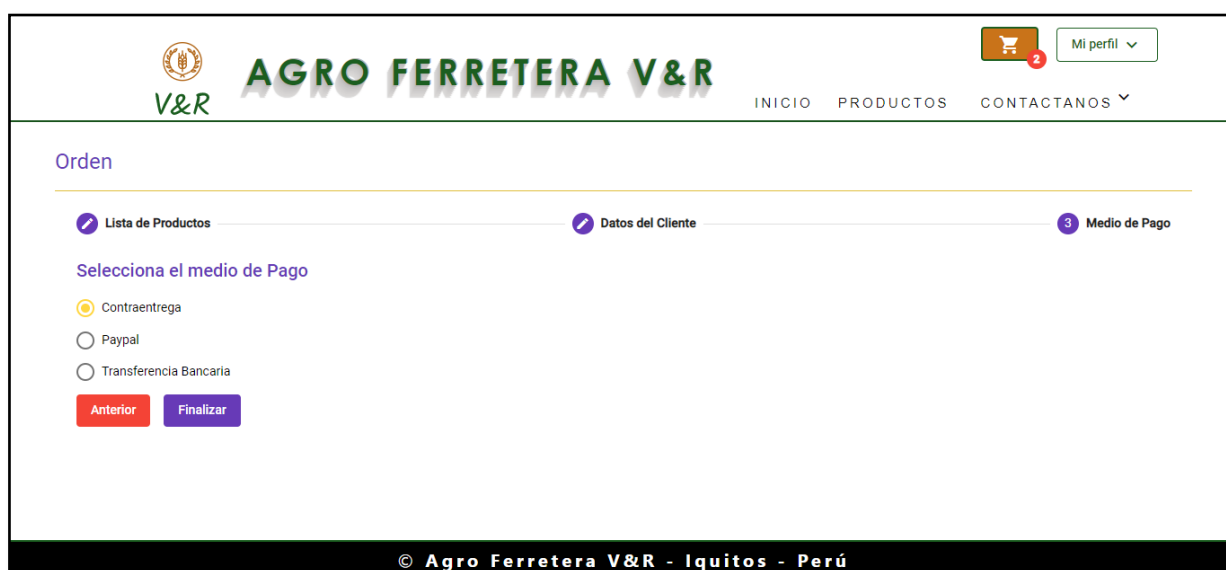 2
Mi perfil
AGRO FERRETERA V&R
V&R
INICIO PRODUCTOS CONTACTANOS
Orden
Lista de Productos Datos del Cliente 3 Medio de Pago
Selecciona el medio de Pago
Contraentrega
Paypal
Transferencia Bancaria
Anterior Finalizar
© Agro Ferretera V&R - Iquitos - Perú